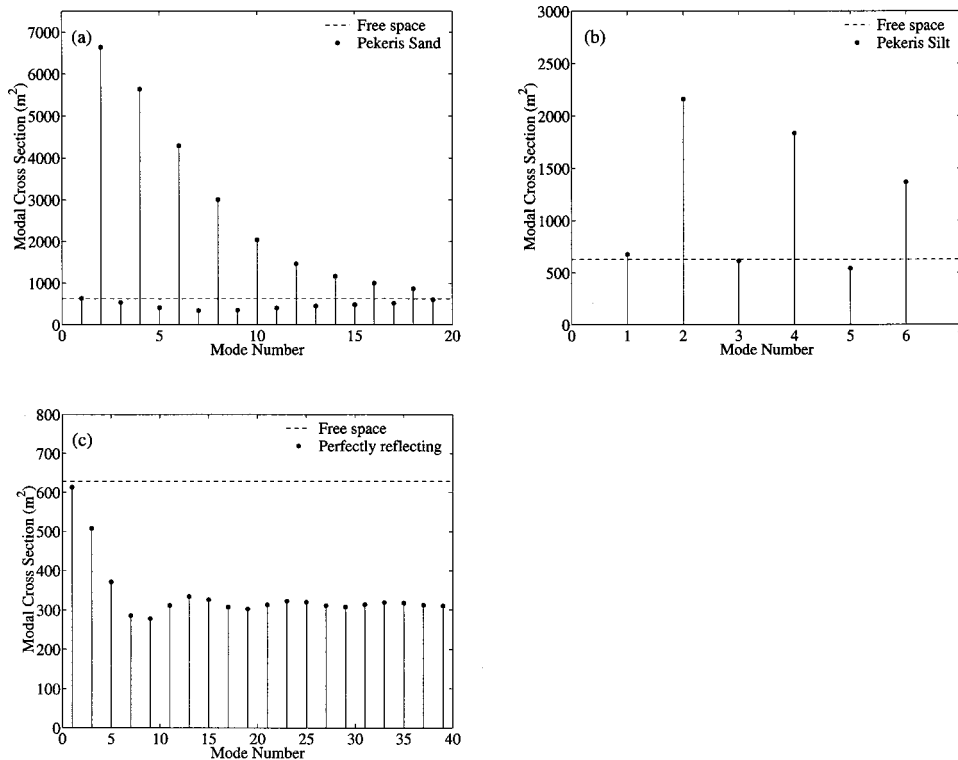 (a)
Free space
Pekeris Sand
Modal Cross Section (m²)
7000
6000
5000
4000
3000
2000
1000
0
0 5 10 15 20
Mode Number
(b)
Free space
Pekeris Silt
Modal Cross Section (m²)
3000
2500
2000
1500
1000
500
0
0 1 2 3 4 5 6
Mode Number
(c)
Free space
Perfectly reflecting
Modal Cross Section (m²)
800
700
600
500
400
300
200
100
0
0 5 10 15 20 25 30 35 40
Mode Number